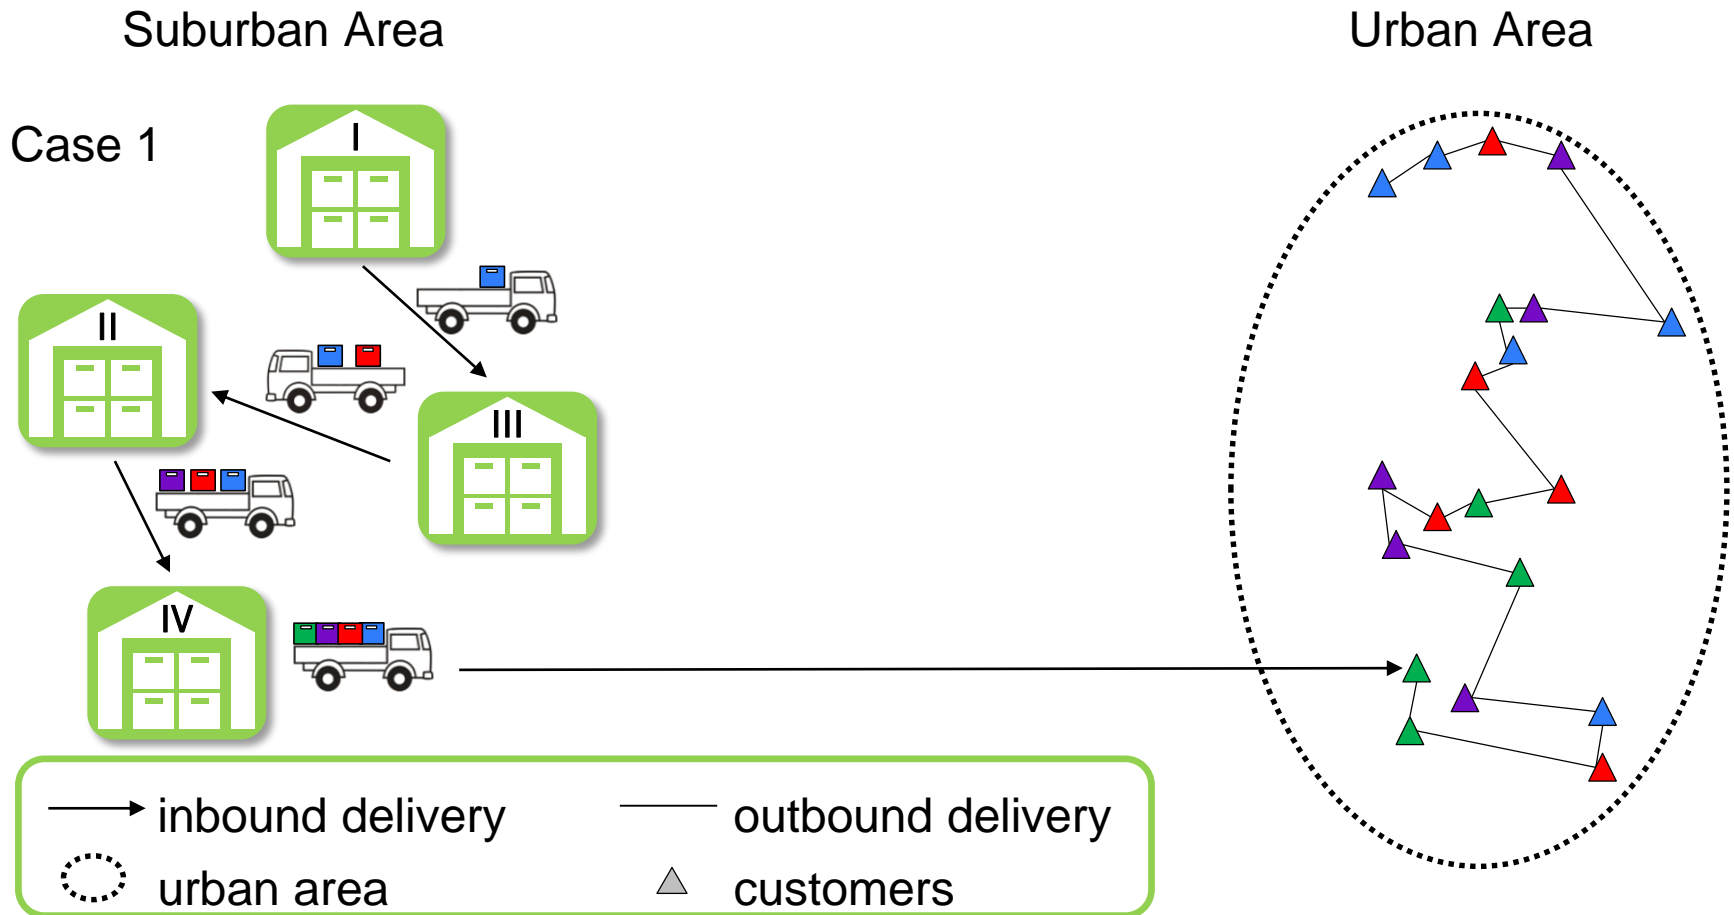 Suburban Area
Urban Area
Case 1
I
II
III
IV
inbound delivery
outbound delivery
urban area
customers